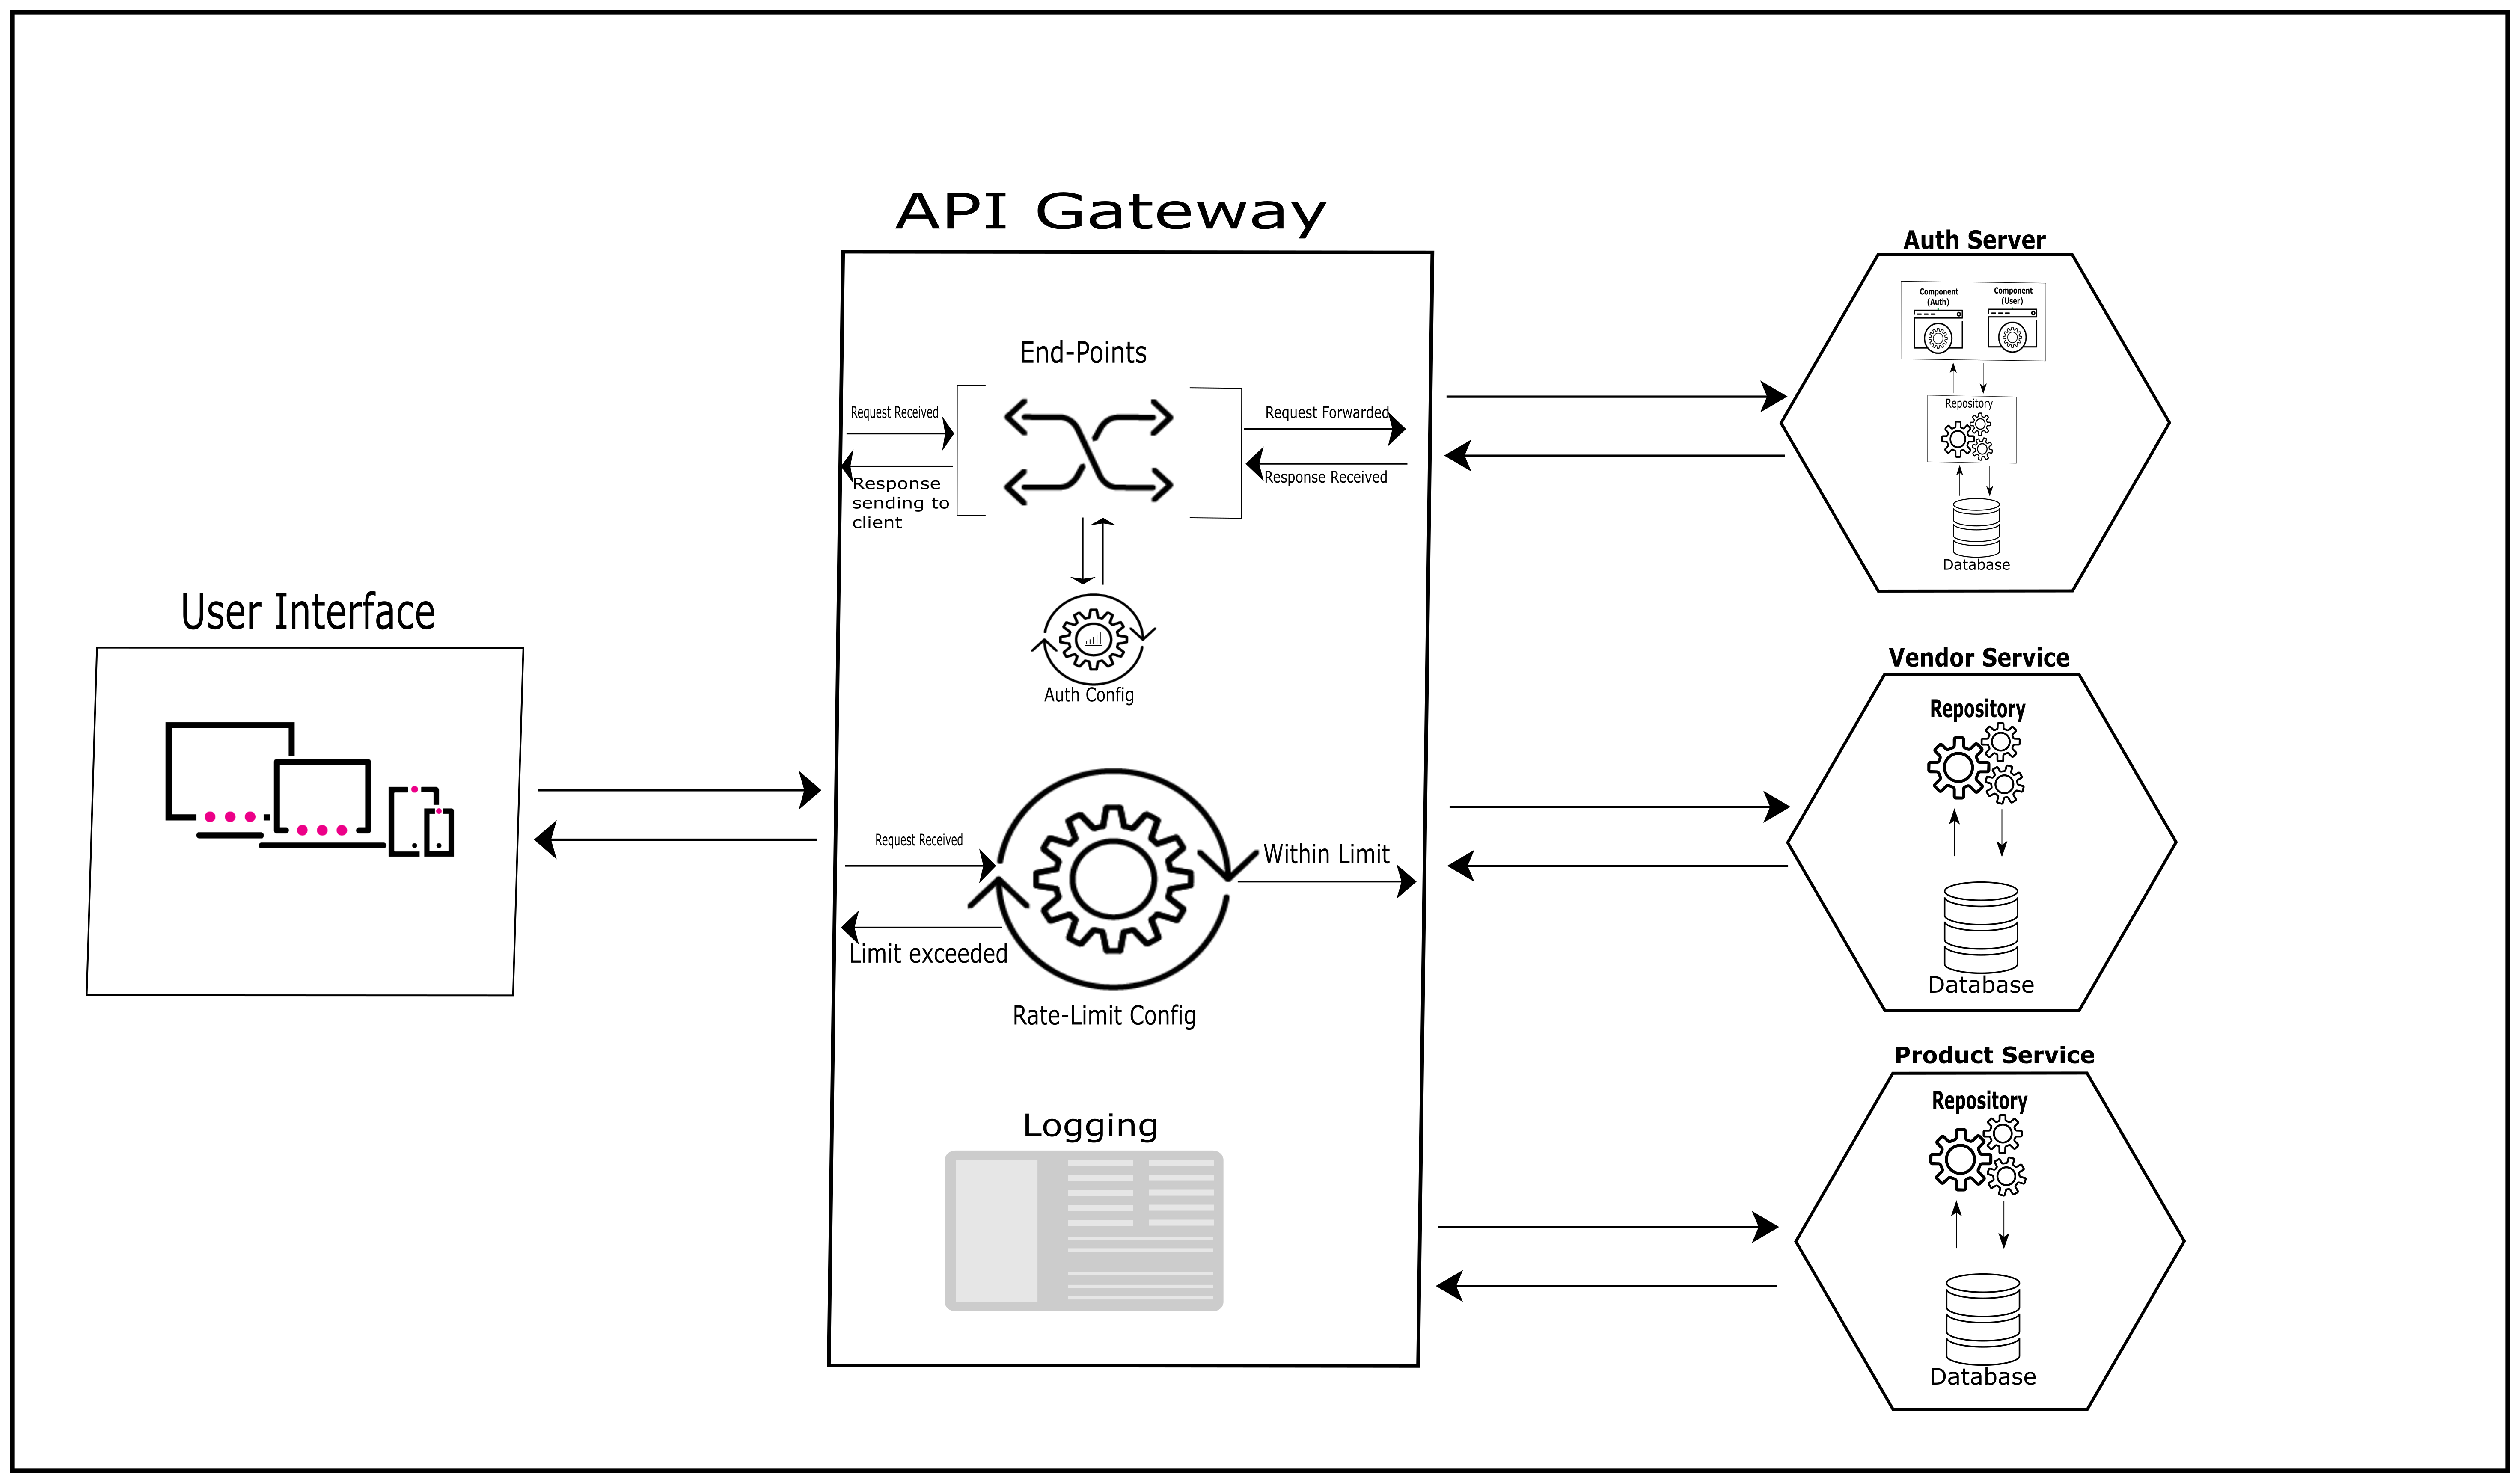 API Gateway
End-Points
Request Received
Request Forwarded
Response
sending to
client
Response Received
Auth Config
User Interface
Request Received
Within Limit
Limit exceeded
Rate-Limit Config
Logging
Auth Server
Component
(Auth)
Component
(User)
Repository
Database
Vendor Service
Repository
Database
Product Service
Repository
Database